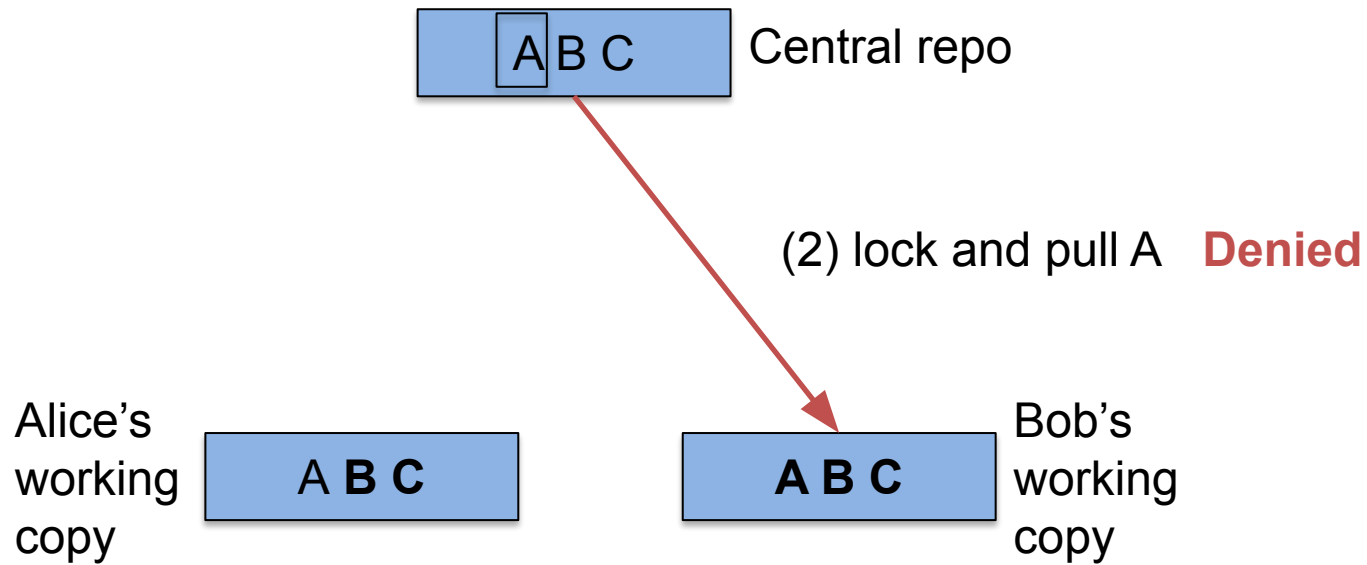 A B C
Central repo
(2) lock and pull A Denied
Alice’s
working
copy
A B C
A B C
Bob’s
working
copy